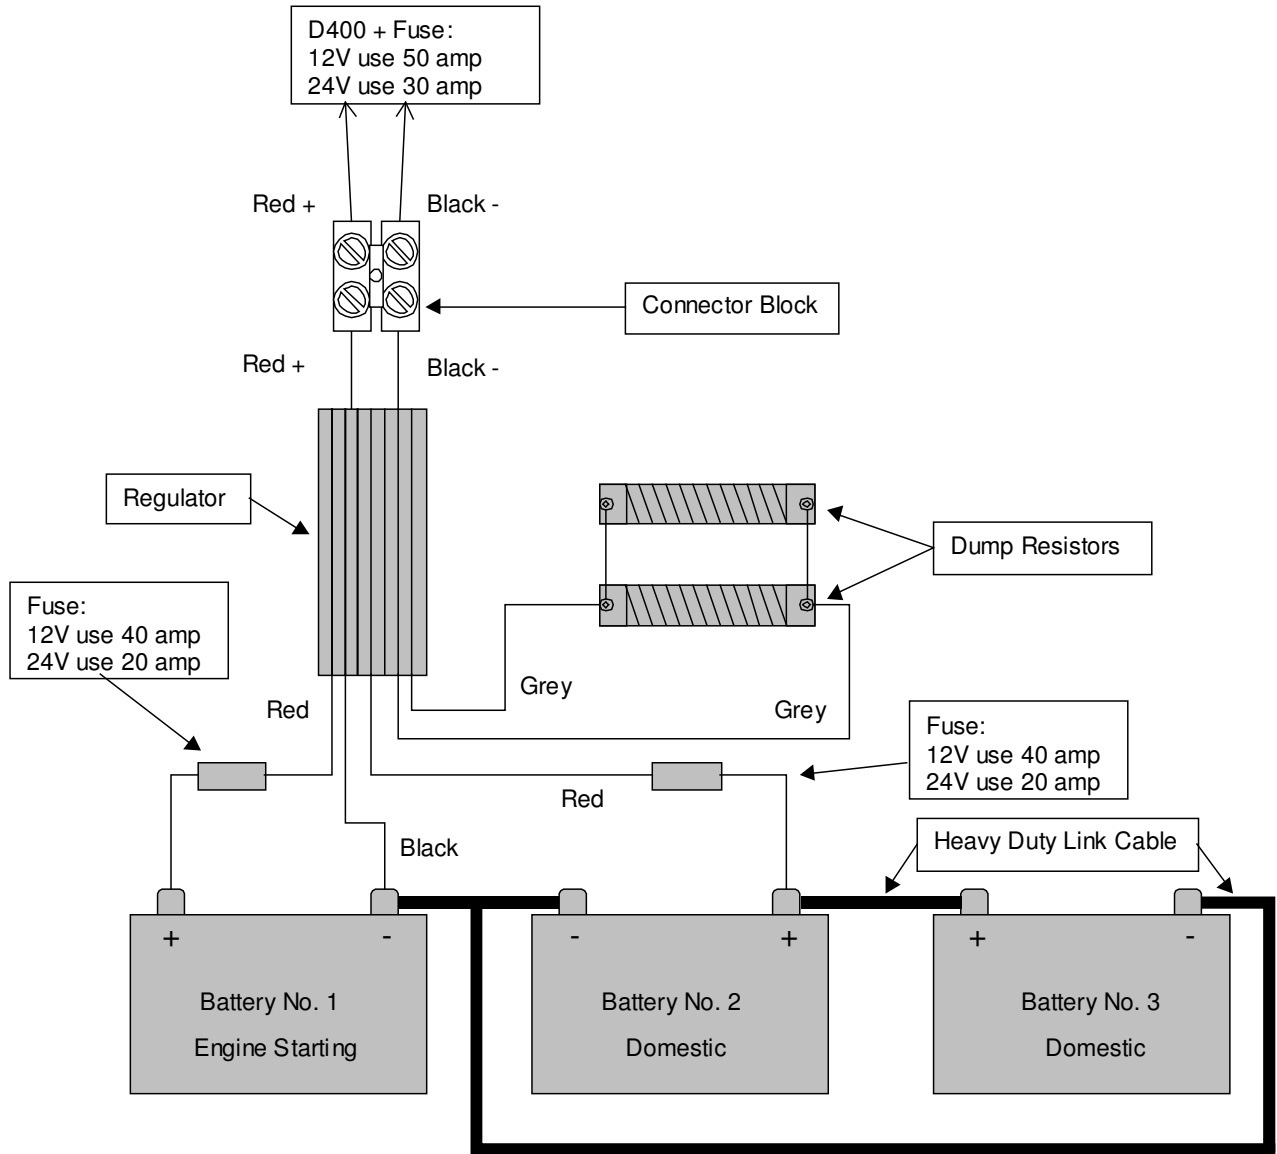 D400 + Fuse:
12V use 50 amp
24V use 30 amp
Red +
Black -
Connector Block
Red +
Black -
Regulator
Dump Resistors
Fuse:
12V use 40 amp
24V use 20 amp
Grey
Red
Grey
Fuse:
12V use 40 amp
24V use 20 amp
Red
Black
Heavy Duty Link Cable
+
-
-
+
+
-
Battery No. 1
Engine Starting
Battery No. 2
Domestic
Battery No. 3
Domestic